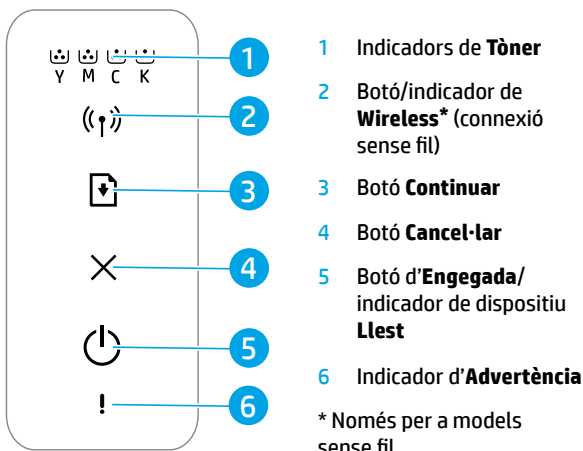 Y M C K
1
2
3
4
5
6
1 Indicadors de Tòner
2 Botó/indicador de
Wireless* (connexió
sense fil)
3 Botó Continuar
4 Botó Cancel·lar
5 Botó d’Engegada/
indicador de dispositiu
Llest
6 Indicador d’Advertència
* Només per a models
sense fil